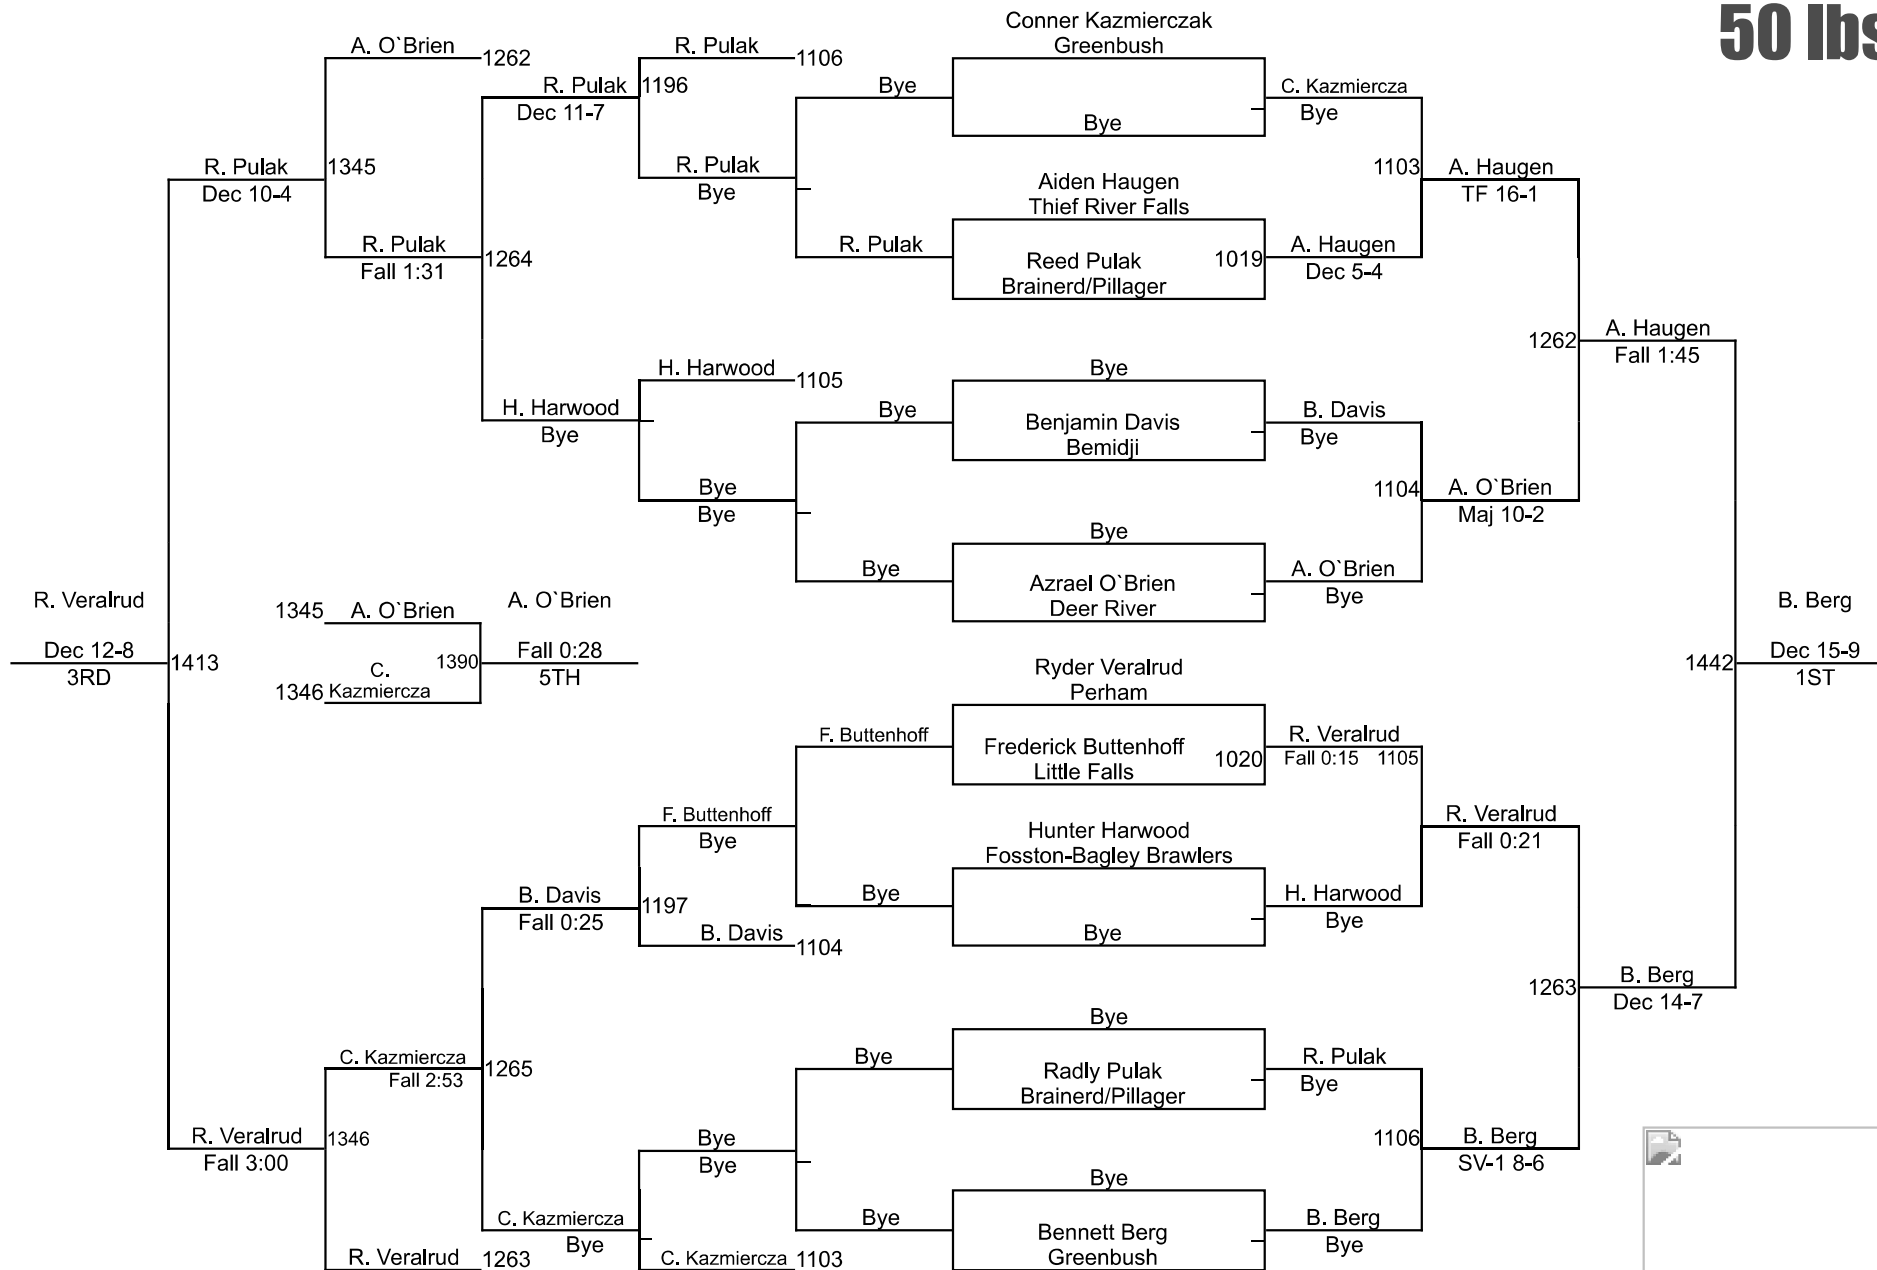 50 lbs
Conner Kazmierczak
Greenbush
A. O`Brien
1262
R. Pulak
1106
R. Pulak
1196
Dec 11-7
Bye
Bye
C. Kazmiercza
Bye
R. Pulak
1345
Dec 10-4
R. Pulak
Bye
Aiden Haugen
Thief River Falls
1103
A. Haugen
TF 16-1
R. Pulak
Fall 1:31
1264
R. Pulak
Reed Pulak
Brainerd/Pillager
1019
A. Haugen
Dec 5-4
1262
A. Haugen
Fall 1:45
H. Harwood
1105
Bye
H. Harwood
Bye
Bye
Benjamin Davis
Bemidji
B. Davis
Bye
Bye
Bye
1104
A. O`Brien
Maj 10-2
Bye
Bye
Azrael O`Brien
Deer River
A. O`Brien
Bye
R. Veralrud
Dec 12-8
3RD
1413
1345
A. O`Brien
1346
C.
Kazmiercza
1390
A. O`Brien
Fall 0:28
5TH
1442
B. Berg
Dec 15-9
1ST
Ryder Veralrud
Perham
F. Buttenhoff
Frederick Buttenhoff
Little Falls
1020
R. Veralrud
Fall 0:15
1105
F. Buttenhoff
Bye
Hunter Harwood
Fosston-Bagley Brawlers
R. Veralrud
Fall 0:21
B. Davis
Fall 0:25
1197
B. Davis
1104
Bye
Bye
H. Harwood
Bye
1263
B. Berg
Dec 14-7
Bye
C. Kazmiercza
Fall 2:53
1265
Bye
Radly Pulak
Brainerd/Pillager
R. Pulak
Bye
R. Veralrud
Fall 3:00
1346
Bye
Bye
1106
B. Berg
SV-1 8-6
Bye
C. Kazmiercza
Bye
Bye
Bennett Berg
Greenbush
B. Berg
Bye
R. Veralrud
1263
C. Kazmiercza
1103